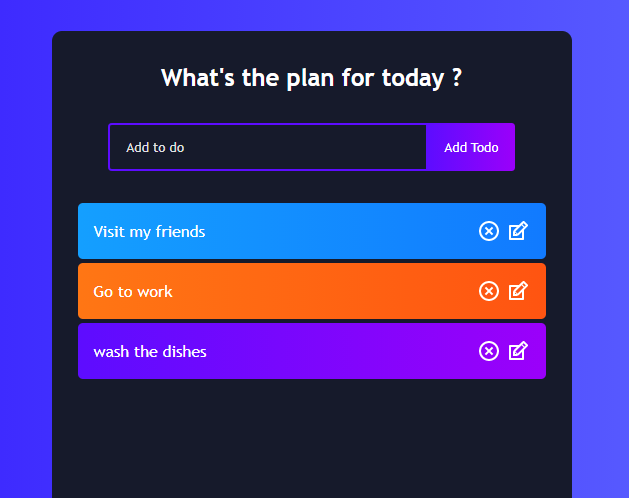 What's the plan for today ?
Add to do
Add Todo
Visit my friends
Go to work
wash the dishes